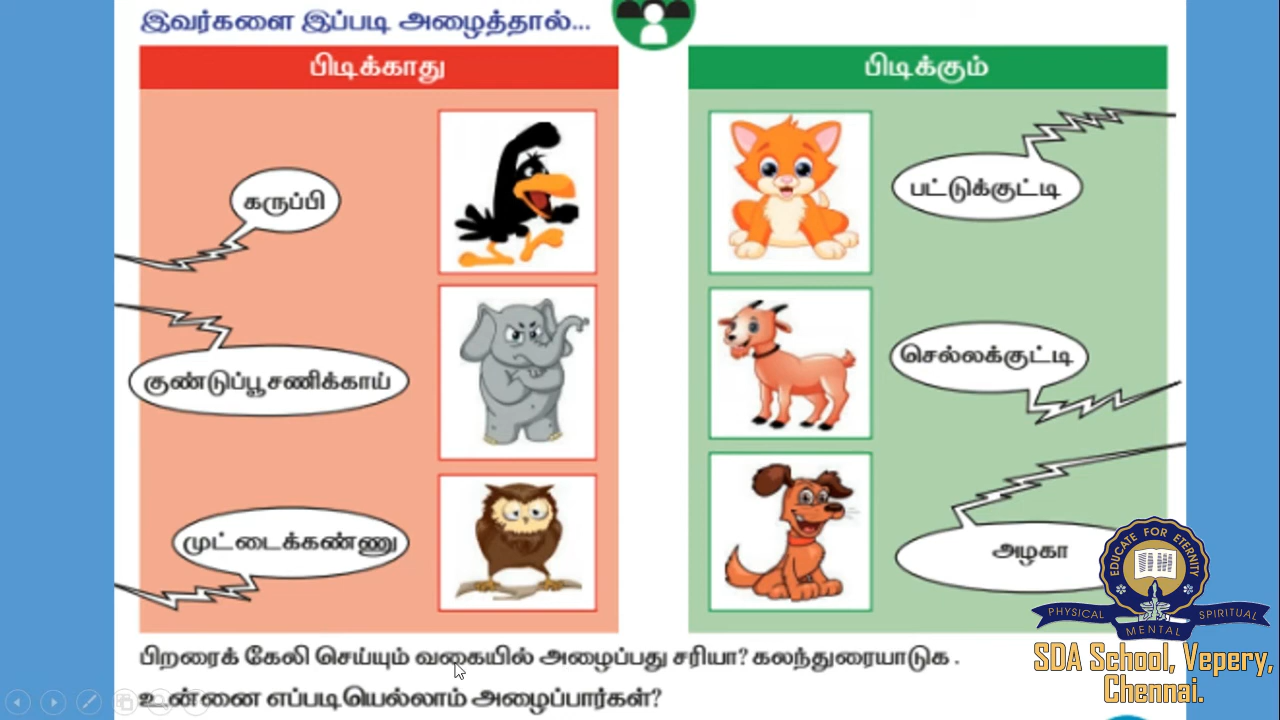 இவர்களை இப்படி அழைத்தால்...
பிடிக்காது
கருப்பி
குண்டுப்பூசணிக்காய்
முட்டைக்கண்ணு
பிடிக்கும்
பட்டுக்குட்டி
செல்லக்குட்டி
அழகா
பிறரைக் கேலி செய்யும் வகையில் அழைப்பது சரியா? கலந்துரையாடுக .
உன்னை எப்படியெல்லாம் அழைப்பார்கள்?
EDUCATE FOR ETERNITY
PHYSICAL MENTAL SPIRITUAL
SDA School, Vepery,
Chennai.